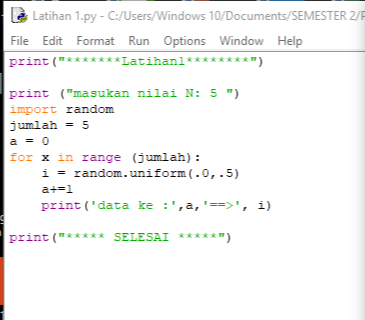 Latihan 1.py - C:/Users/Windows 10/Documents/SEMESTER 2/
File Edit Format Run Options Window Help
print("*******Latihan1********")
print ("masukan nilai N: 5 ")
import random
jumlah = 5
a = 0
for x in range (jumlah):
    i = random.uniform(.0,.5)
    a+=1
    print('data ke :',a,'==>', i)
print("***** SELESAI *****")